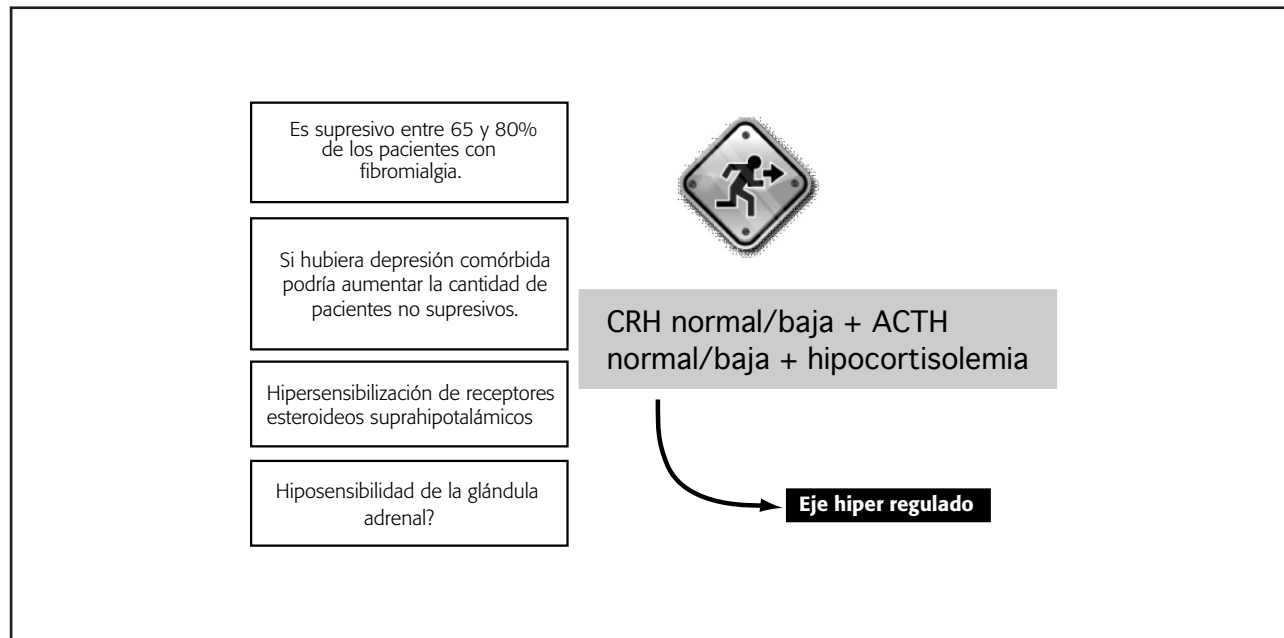 Es supresivo entre 65 y 80%
de los pacientes con
fibromialgia.
Si hubiera depresión comórbida
podría aumentar la cantidad de
pacientes no supresivos.
Hipersensibilización de receptores
esteroideos suprahipotalámicos
Hiposensibilidad de la glándula
adrenal?
CRH normal/baja + ACTH
normal/baja + hipocortisolemia
Eje hiper regulado